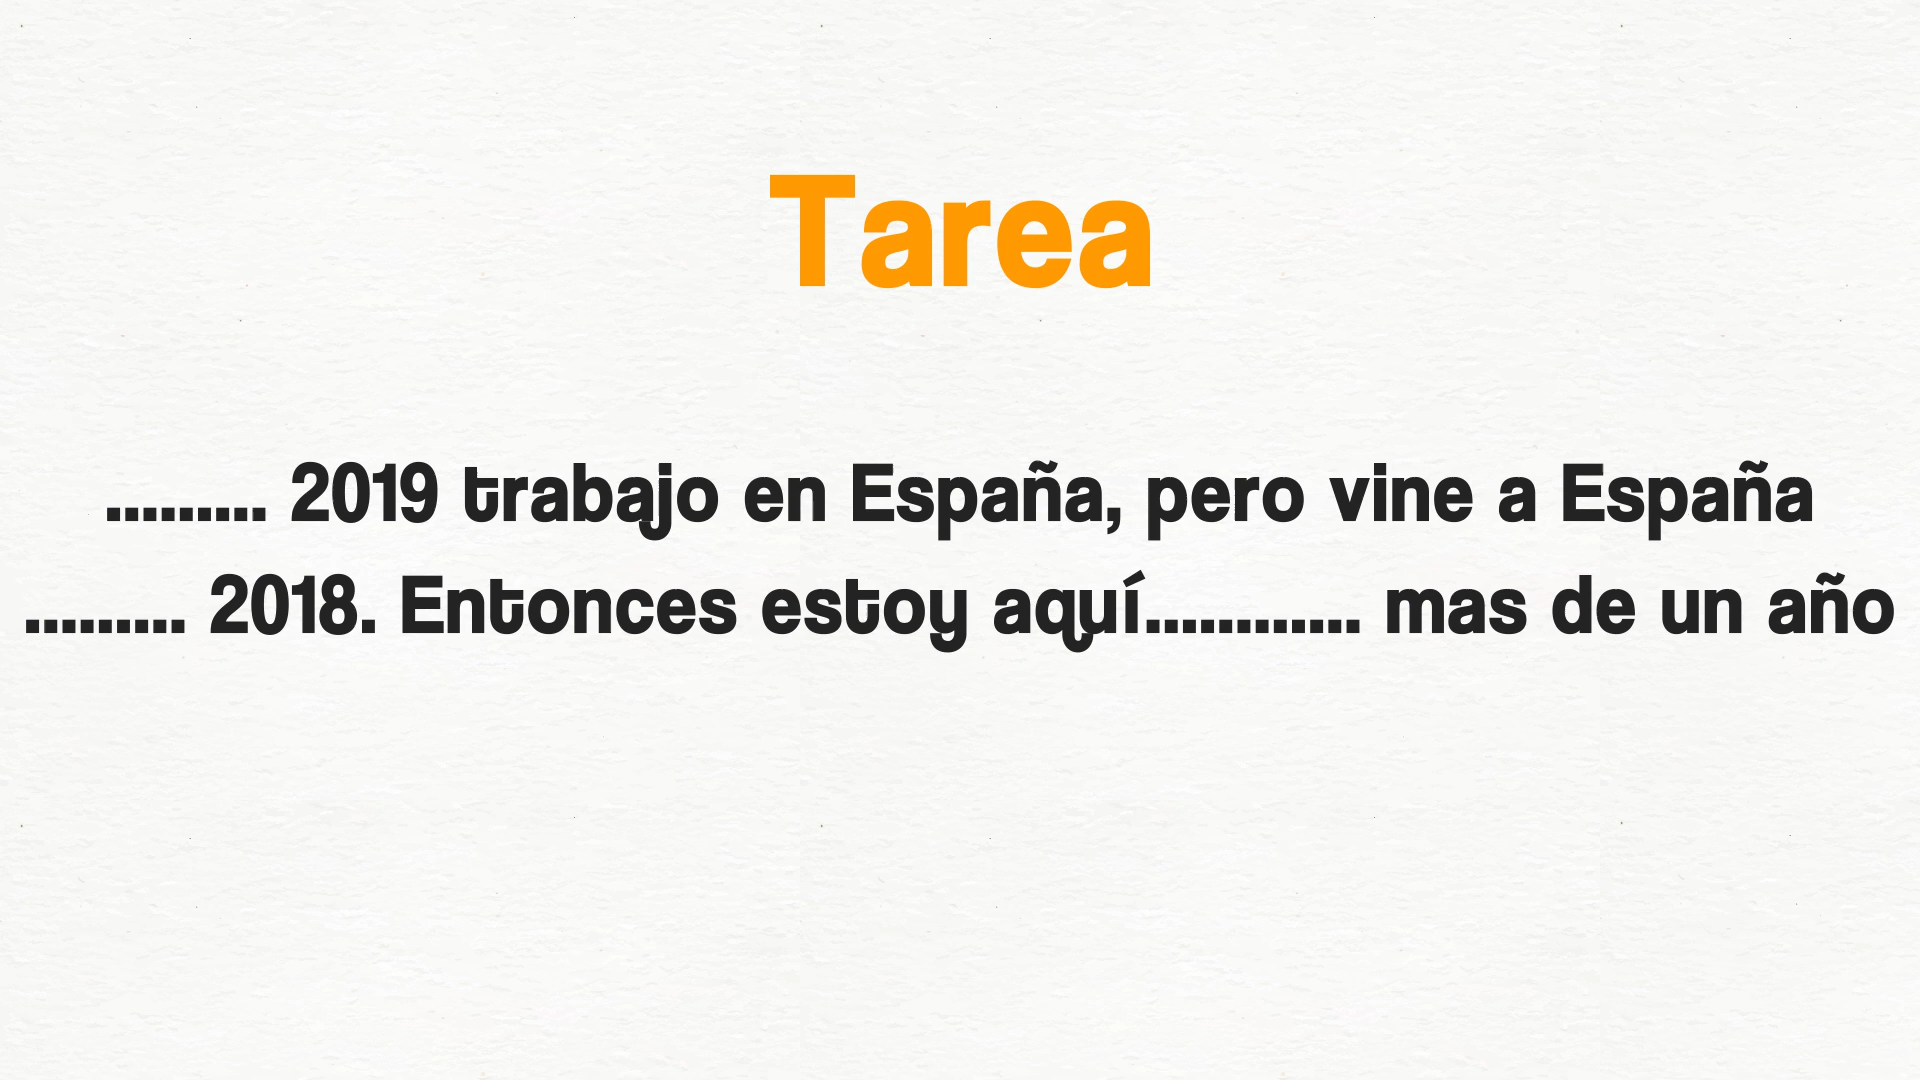 Tarea
......... 2019 trabajo en España, pero vine a España
......... 2018. Entonces estoy aquí............ mas de un año